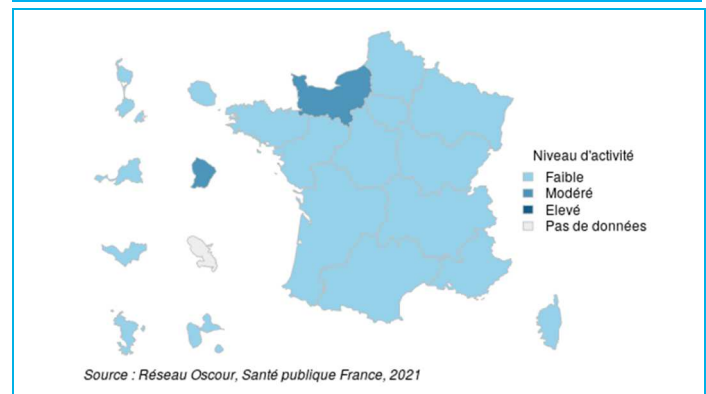 Niveau d'activité
Faible
Modéré
Elevé
Pas de données
Source : Réseau Oscour, Santé publique France, 2021